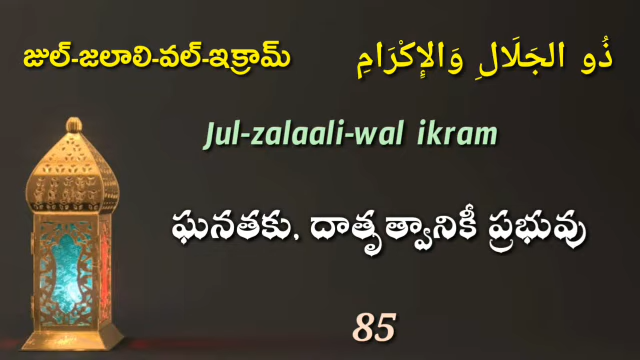 జుల్-జలాలి-వల్-ఇక్రామ్ ذُو الجَلَالِ وَالإِكْرَامِ
Jul-zalaali-wal ikram
ఘనతకు, దాతృత్వానికీ ప్రభువు
85